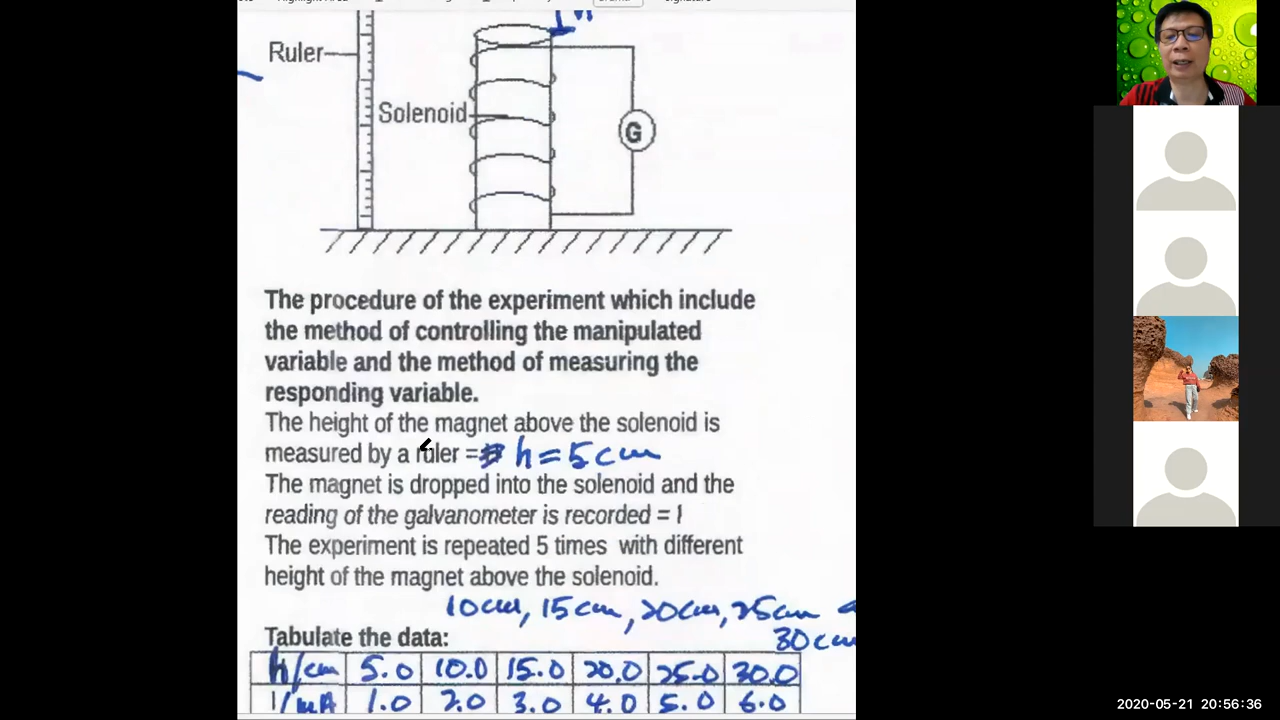 Ruler
Solenoid
G
The procedure of the experiment which include
the method of controlling the manipulated
variable and the method of measuring the
responding variable.
The height of the magnet above the solenoid is
measured by a ruler = h = 5cm
The magnet is dropped into the solenoid and the
reading of the galvanometer is recorded = I
The experiment is repeated 5 times with different
height of the magnet above the solenoid.
10cm, 15cm, 20cm, 25cm
30cm
Tabulate the data:
h/cm 5.0 10.0 15.0 20.0 25.0 30.0
I/mA 1.0 2.0 3.0 4.0 5.0 6.0
2020-05-21 20:56:36